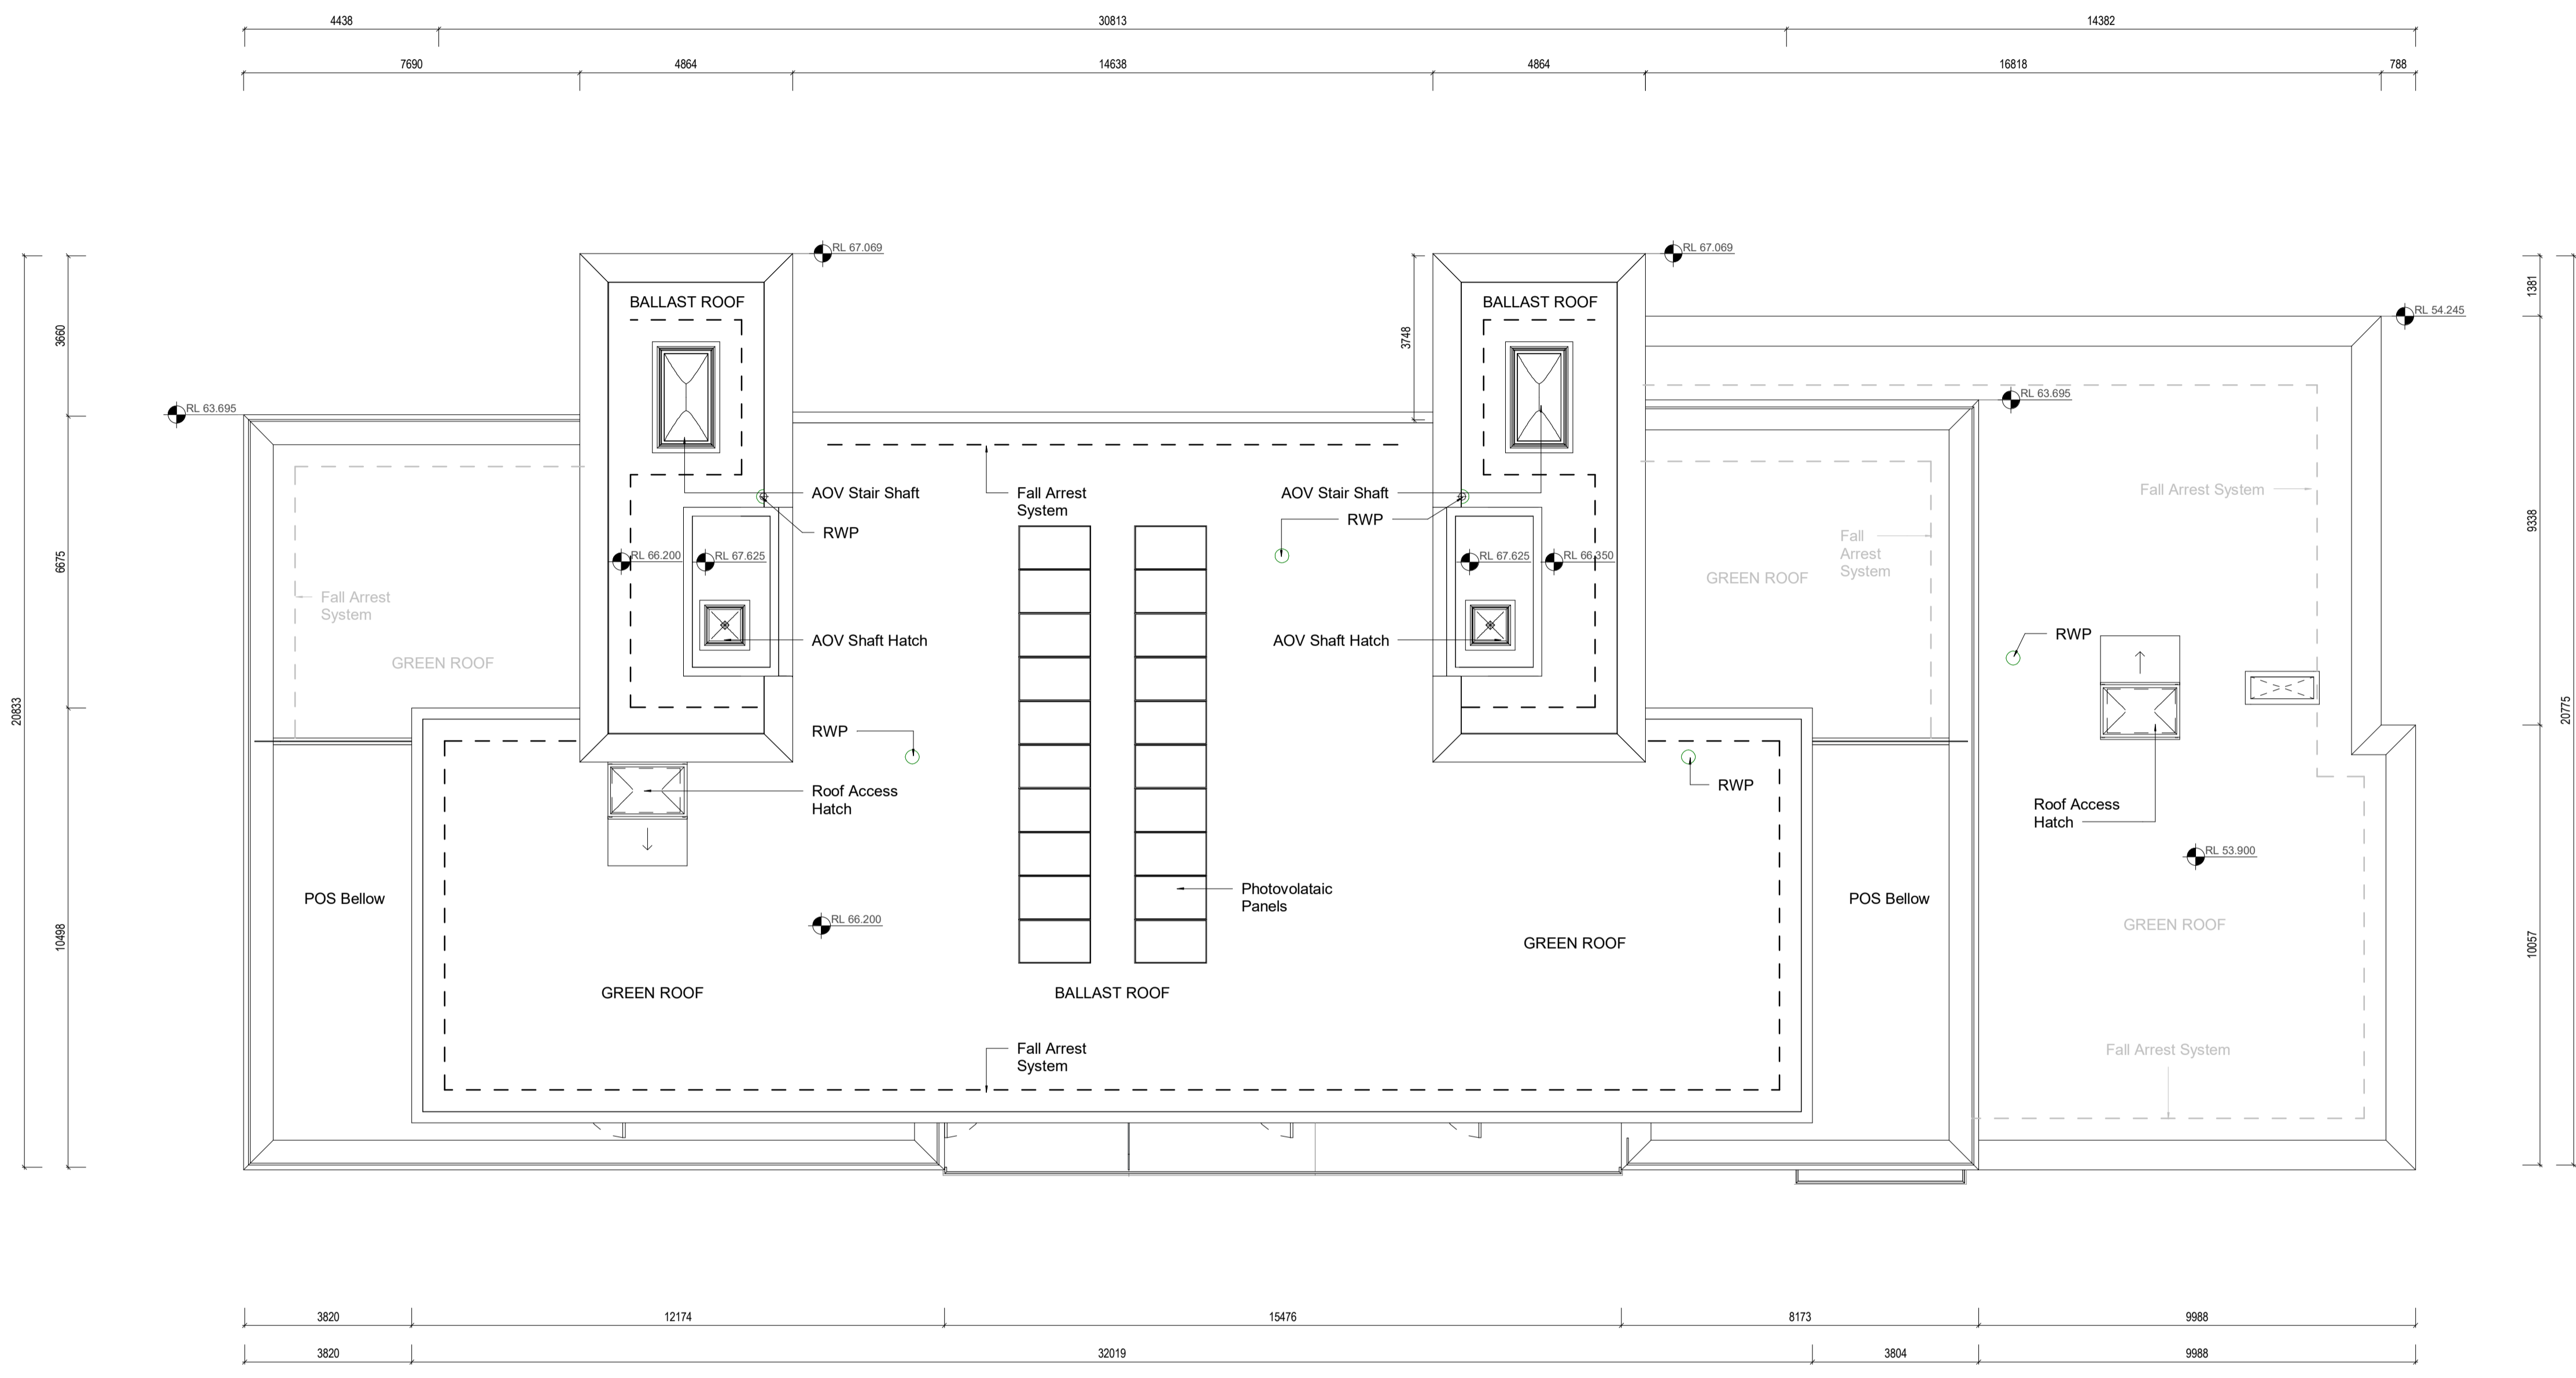 4438
30813
14382
7690
4864
14638
4864
16818
788
RL 67.069
RL 67.069
1381
BALLAST ROOF
BALLAST ROOF
RL 54.245
3660
3748
RL 63.695
RL 63.695
AOV Stair Shaft
Fall Arrest
System
AOV Stair Shaft
Fall Arrest System
RWP
RWP
9338
Fall
Arrest
System
6675
RL 66.200
RL 67.625
RL 67.625
RL 66.350
GREEN ROOF
Fall Arrest
System
AOV Shaft Hatch
AOV Shaft Hatch
RWP
GREEN ROOF
20833
20775
RWP
RWP
Roof Access
Hatch
Roof Access
Hatch
RL 53.900
POS Bellow
Photovolataic
Panels
POS Bellow
RL 66.200
GREEN ROOF
10498
GREEN ROOF
10057
GREEN ROOF
BALLAST ROOF
Fall Arrest
System
Fall Arrest System
3820
12174
15476
8173
9988
3820
32019
3804
9988